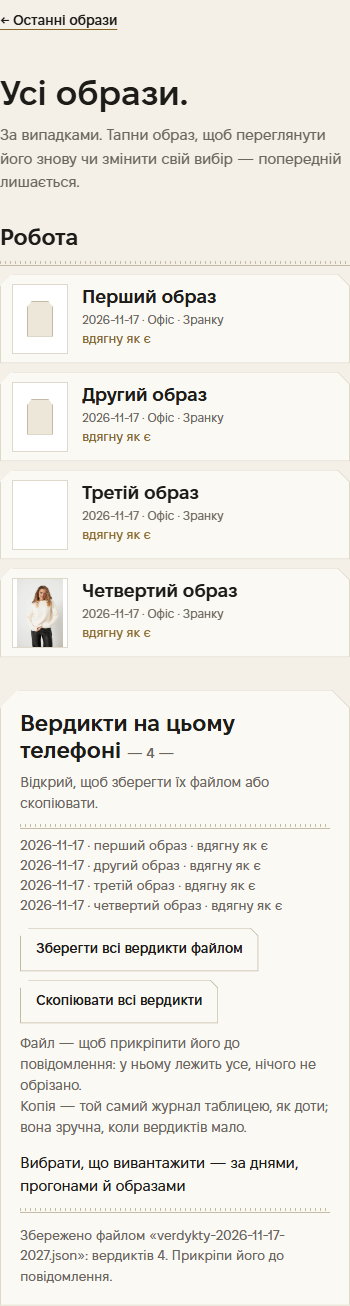 ← Останні образи
Усі образи.
За випадками. Тапни образ, щоб переглянути
його знову чи змінити свій вибір — попередній
лишається.
Робота
Перший образ
2026-11-17 · Офіс · Зранку
вдягну як є
Другий образ
2026-11-17 · Офіс · Зранку
вдягну як є
Третій образ
2026-11-17 · Офіс · Зранку
вдягну як є
Четвертий образ
2026-11-17 · Офіс · Зранку
вдягну як є
Вердикти на цьому
телефоні — 4 —
Відкрий, щоб зберегти їх файлом або
скопіювати.
2026-11-17 · перший образ · вдягну як є
2026-11-17 · другий образ · вдягну як є
2026-11-17 · третій образ · вдягну як є
2026-11-17 · четвертий образ · вдягну як є
Зберегти всі вердикти файлом
Скопіювати всі вердикти
Файл — щоб прикріпити його до
повідомлення: у ньому лежить усе, нічого не
обрізано.
Копія — той самий журнал таблицею, як доти;
вона зручна, коли вердиктів мало.
Вибрати, що вивантажити — за днями,
прогонами й образами
Збережено файлом «verdykty-2026-11-17-
2027.json»: вердиктів 4. Прикріпи його до
повідомлення.